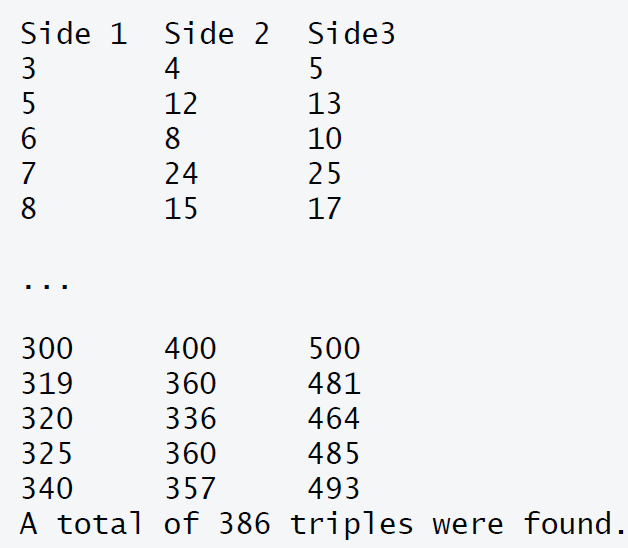 Side 1  Side 2  Side3
3       4       5
5       12      13
6       8       10
7       24      25
8       15      17
...
300     400     500
319     360     481
320     336     464
325     360     485
340     357     493
A total of 386 triples were found.